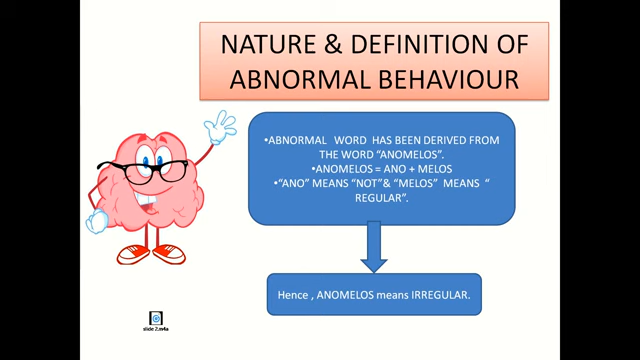 NATURE & DEFINITION OF
ABNORMAL BEHAVIOUR
•ABNORMAL WORD HAS BEEN DERIVED FROM
THE WORD “ANOMELOS”.
•ANOMELOS = ANO + MELOS
•“ANO” MEANS “NOT”& “MELOS” MEANS “
REGULAR”.
Hence , ANOMELOS means IRREGULAR.
slide 2.m4a